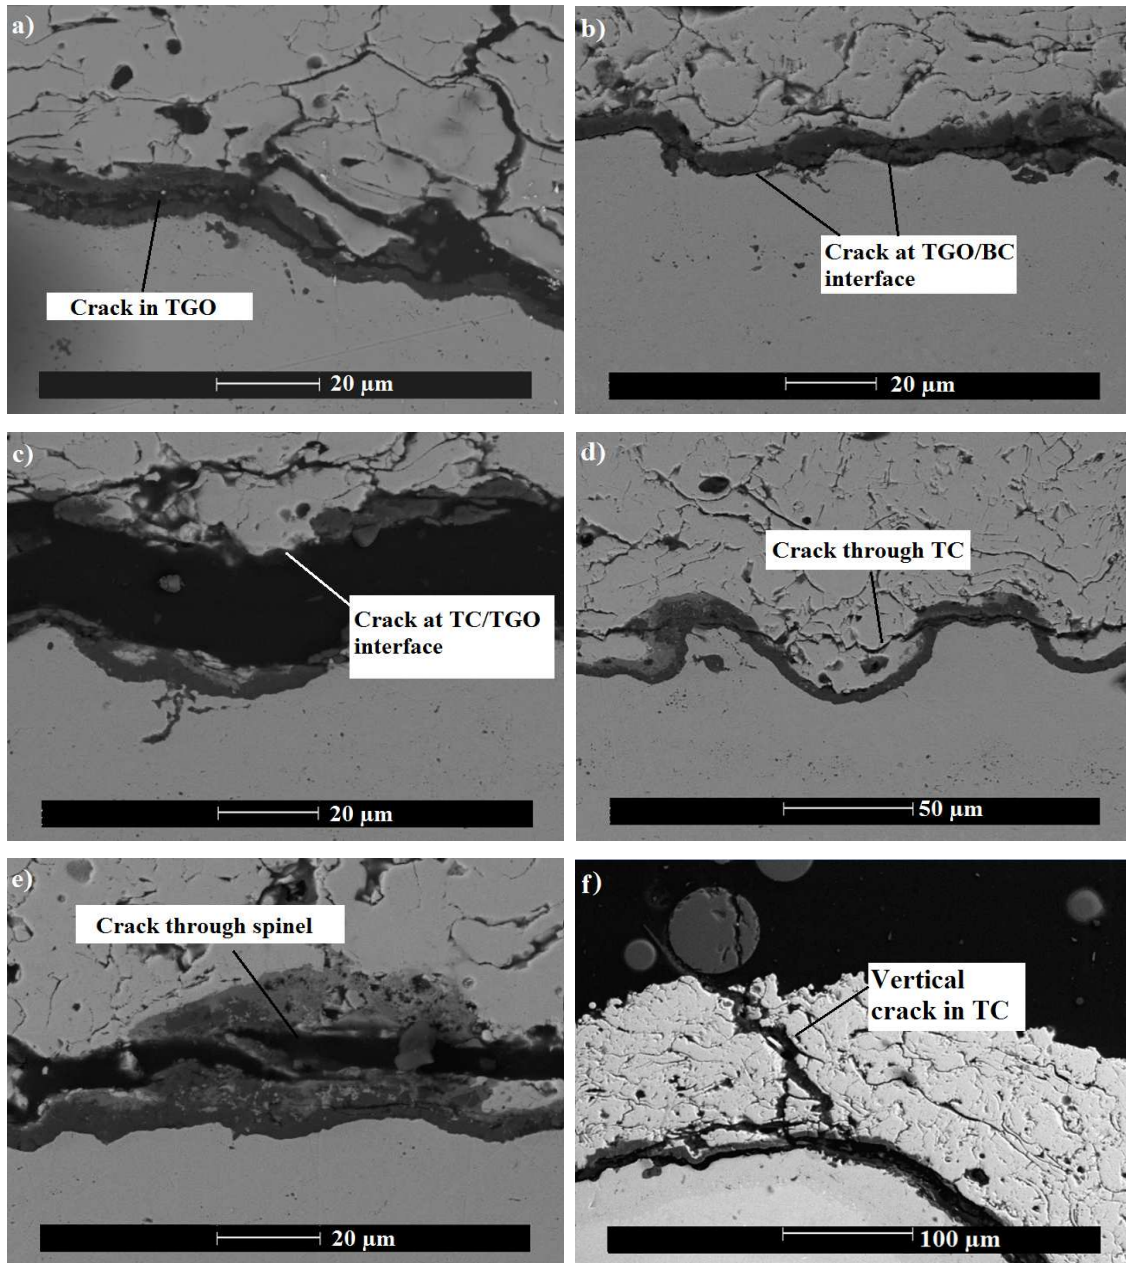 a)
Crack in TGO
20 μm
b)
Crack at TGO/BC
interface
20 μm
c)
Crack at TC/TGO
interface
20 μm
d)
Crack through TC
50 μm
e)
Crack through spinel
20 μm
f)
Vertical
crack in TC
100 μm